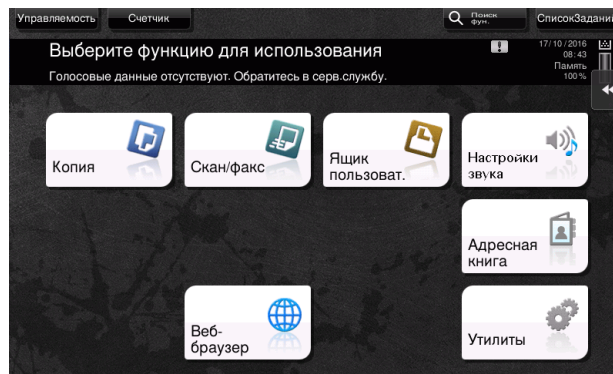 Управляемость
Счетчик
Поиск
фун.
СписокЗадани
Выберите функцию для использования
Голосовые данные отсутствуют. Обратитесь в серв.службу.
17/10/2016
08:43
Память
100%
Копия
Скан/факс
Ящик
пользоват.
Настройки
звука
Адресная
книга
Веб-
браузер
Утилиты